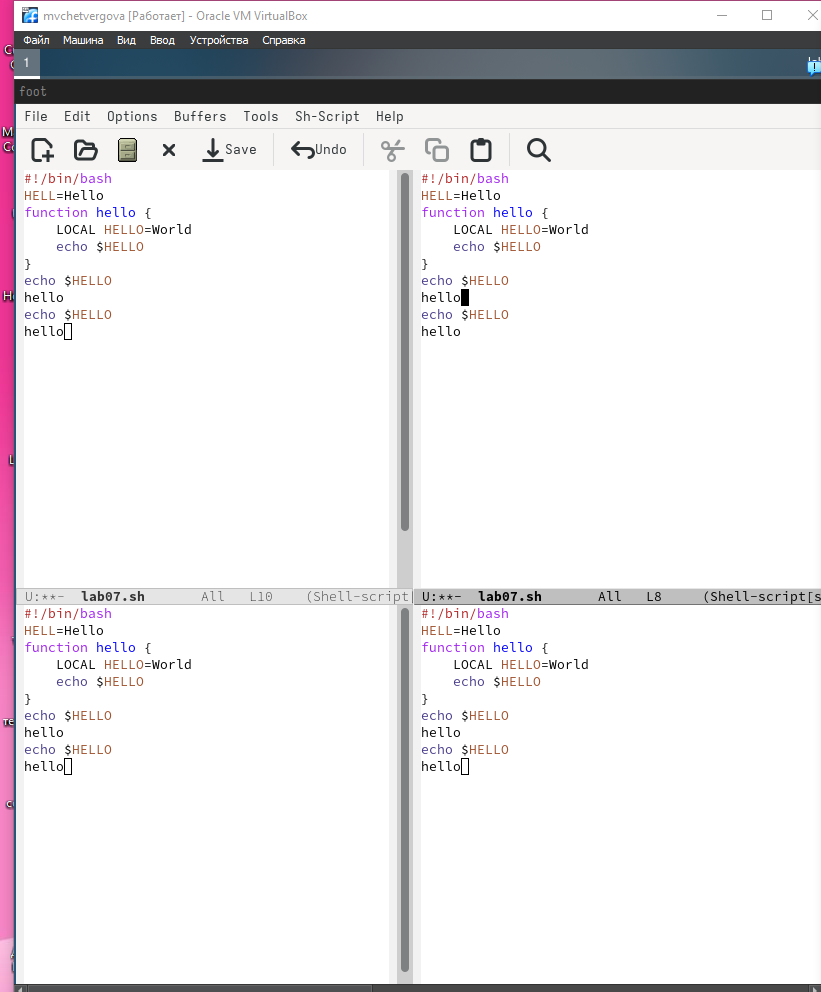 mvchetvergova [Работает] - Oracle VM VirtualBox
Файл Машина Вид Ввод Устройства Справка
1
foot
File Edit Options Buffers Tools Sh-Script Help
Save Undo
#!/bin/bash
HELL=Hello
function hello {
    LOCAL HELLO=World
    echo $HELLO
}
echo $HELLO
hello
echo $HELLO
hello
U:**- lab07.sh All L10 (Shell-script[
#!/bin/bash
HELL=Hello
function hello {
    LOCAL HELLO=World
    echo $HELLO
}
echo $HELLO
hello
echo $HELLO
hello
U:**- lab07.sh All L8 (Shell-script[s
#!/bin/bash
HELL=Hello
function hello {
    LOCAL HELLO=World
    echo $HELLO
}
echo $HELLO
hello
echo $HELLO
hello
#!/bin/bash
HELL=Hello
function hello {
    LOCAL HELLO=World
    echo $HELLO
}
echo $HELLO
hello
echo $HELLO
hello